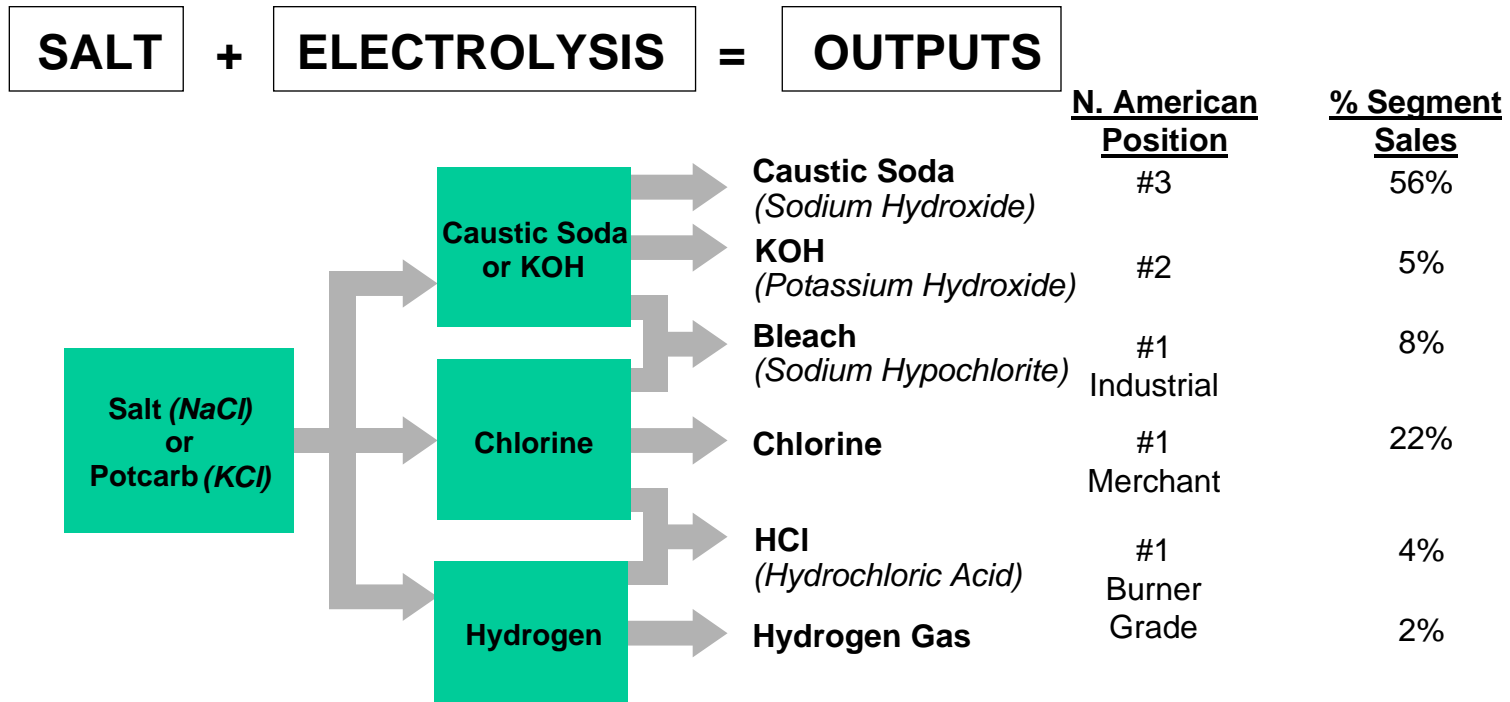 SALT + ELECTROLYSIS = OUTPUTS
N. American
Position
% Segment
Sales
Salt (NaCl)
or
Potcarb (KCl)
Caustic Soda
or KOH
Chlorine
Hydrogen
Caustic Soda #3 56%
(Sodium Hydroxide)
KOH #2 5%
(Potassium Hydroxide)
Bleach #1 8%
(Sodium Hypochlorite) Industrial
Chlorine #1 22%
Merchant
HCl #1 4%
(Hydrochloric Acid) Burner
Grade
Hydrogen Gas 2%